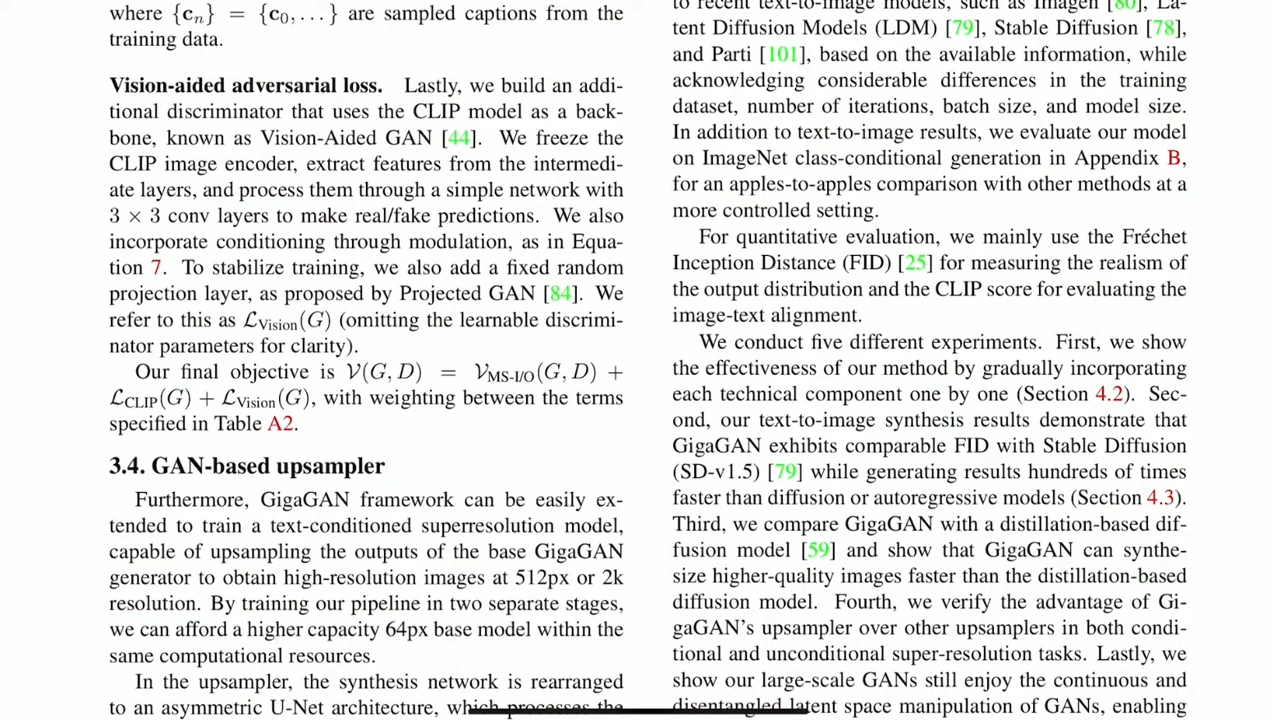 where {cₙ} = {c₀, . . .} are sampled captions from the
training data.
Vision-aided adversarial loss. Lastly, we build an addi-
tional discriminator that uses the CLIP model as a back-
bone, known as Vision-Aided GAN [44]. We freeze the
CLIP image encoder, extract features from the intermedi-
ate layers, and process them through a simple network with
3 × 3 conv layers to make real/fake predictions. We also
incorporate conditioning through modulation, as in Equa-
tion 7. To stabilize training, we also add a fixed random
projection layer, as proposed by Projected GAN [84]. We
refer to this as ℒVision(G) (omitting the learnable discrimi-
nator parameters for clarity).
Our final objective is 𝒱(G, D) = 𝒱MS-I/O(G, D) +
ℒCLIP(G) + ℒVision(G), with weighting between the terms
specified in Table A2.
3.4. GAN-based upsampler
Furthermore, GigaGAN framework can be easily ex-
tended to train a text-conditioned superresolution model,
capable of upsampling the outputs of the base GigaGAN
generator to obtain high-resolution images at 512px or 2k
resolution. By training our pipeline in two separate stages,
we can afford a higher capacity 64px base model within the
same computational resources.
In the upsampler, the synthesis network is rearranged
to an asymmetric U-Net architecture, which processes the
to recent text-to-image models, such as Imagen [80], La-
tent Diffusion Models (LDM) [79], Stable Diffusion [78],
and Parti [101], based on the available information, while
acknowledging considerable differences in the training
dataset, number of iterations, batch size, and model size.
In addition to text-to-image results, we evaluate our model
on ImageNet class-conditional generation in Appendix B,
for an apples-to-apples comparison with other methods at a
more controlled setting.
For quantitative evaluation, we mainly use the Fréchet
Inception Distance (FID) [25] for measuring the realism of
the output distribution and the CLIP score for evaluating the
image-text alignment.
We conduct five different experiments. First, we show
the effectiveness of our method by gradually incorporating
each technical component one by one (Section 4.2). Sec-
ond, our text-to-image synthesis results demonstrate that
GigaGAN exhibits comparable FID with Stable Diffusion
(SD-v1.5) [79] while generating results hundreds of times
faster than diffusion or autoregressive models (Section 4.3).
Third, we compare GigaGAN with a distillation-based dif-
fusion model [59] and show that GigaGAN can synthe-
size higher-quality images faster than the distillation-based
diffusion model. Fourth, we verify the advantage of Gi-
gaGAN's upsampler over other upsamplers in both condi-
tional and unconditional super-resolution tasks. Lastly, we
show our large-scale GANs still enjoy the continuous and
disentangled latent space manipulation of GANs, enabling